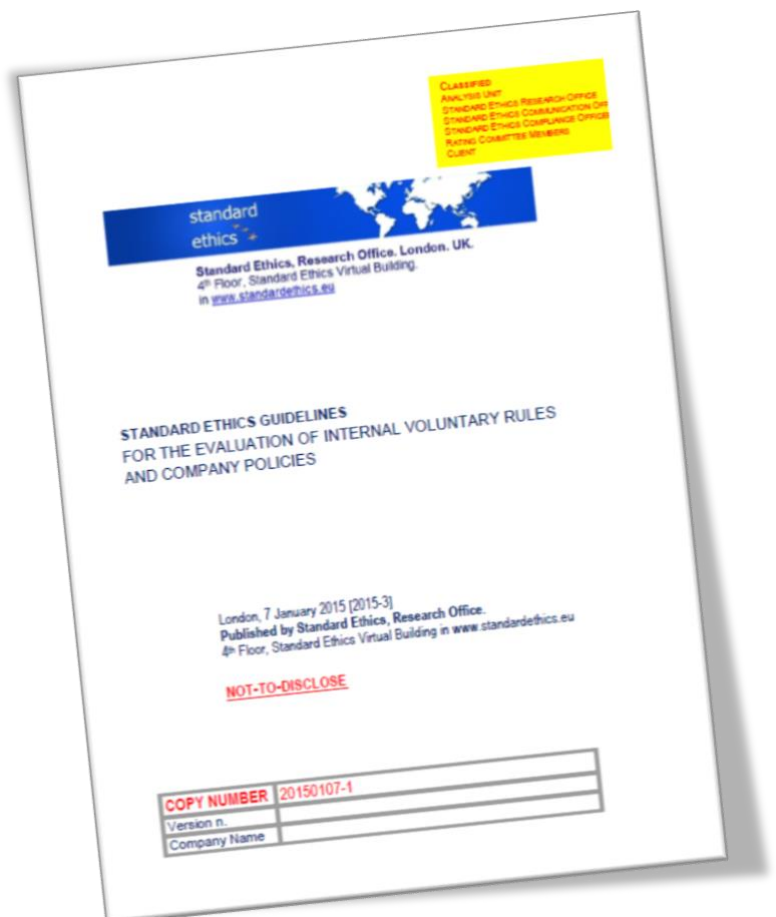 CLASSIFIED
ANALYSIS UNIT
STANDARD ETHICS RESEARCH OFFICE
STANDARD ETHICS COMMUNICATION OFF
STANDARD ETHICS COMPLIANCE OFFICE
RATING COMMITTEE MEMBERS
CLIENT
standard
ethics
Standard Ethics, Research Office. London. UK.
4th Floor, Standard Ethics Virtual Building.
in www.standardethics.eu
STANDARD ETHICS GUIDELINES
FOR THE EVALUATION OF INTERNAL VOLUNTARY RULES
AND COMPANY POLICIES
London, 7 January 2015 [2015-3]
Published by Standard Ethics, Research Office.
4th Floor, Standard Ethics Virtual Building in www.standardethics.eu
NOT-TO-DISCLOSE
COPY NUMBER 20150107-1
Version n.
Company Name